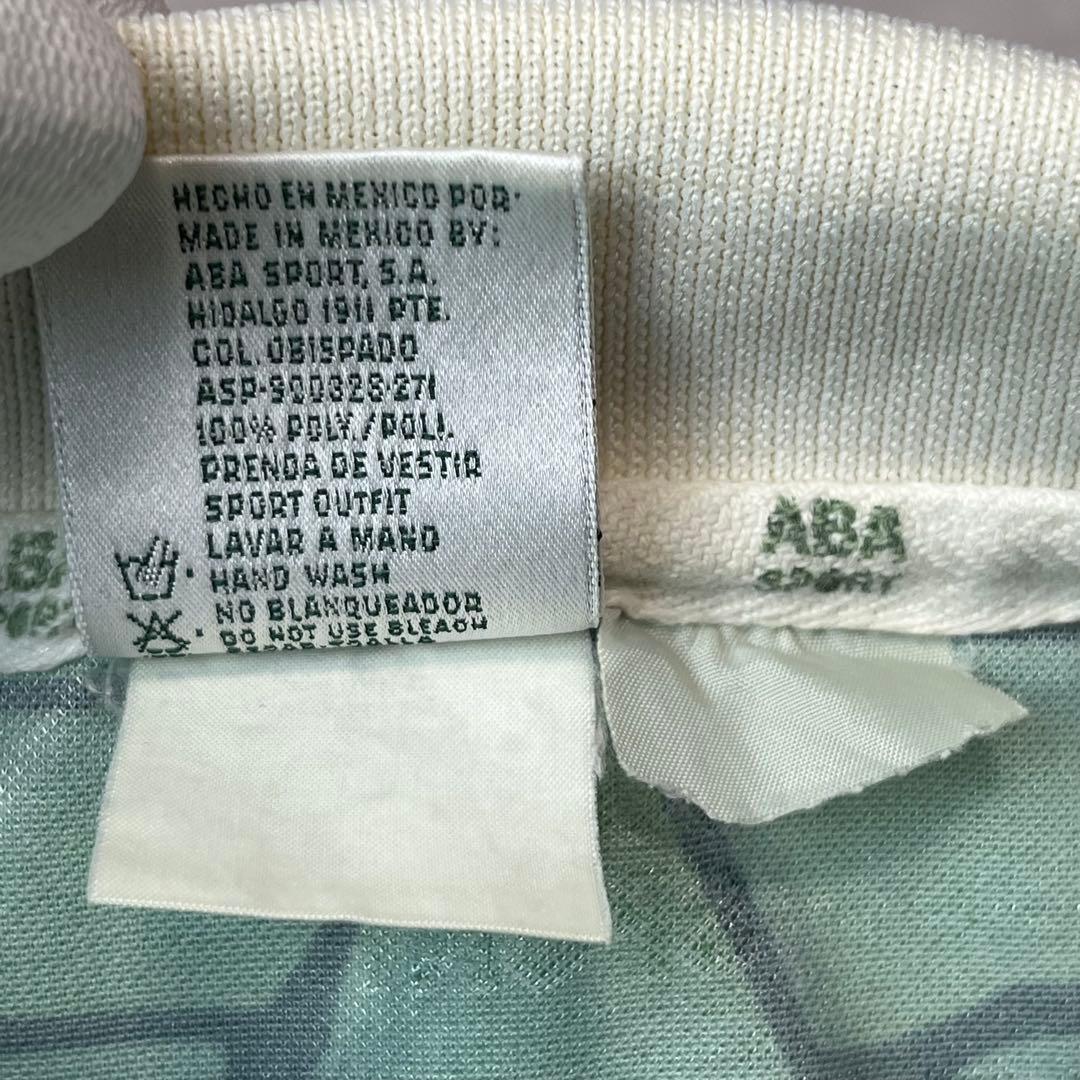 HECHO EN MEXICO POR:
MADE IN MEXICO BY:
ABA SPORT, S.A.
HIDALGO 1911 PTE.
COL. OBISPADO
ASP-900828-271
100% POLY./POLI.
PRENDA DE VESTIR
SPORT OUTFIT
LAVAR A MANO
HAND WASH
NO BLANQUEADOR
DO NOT USE BLEACH
ABA
SPORT